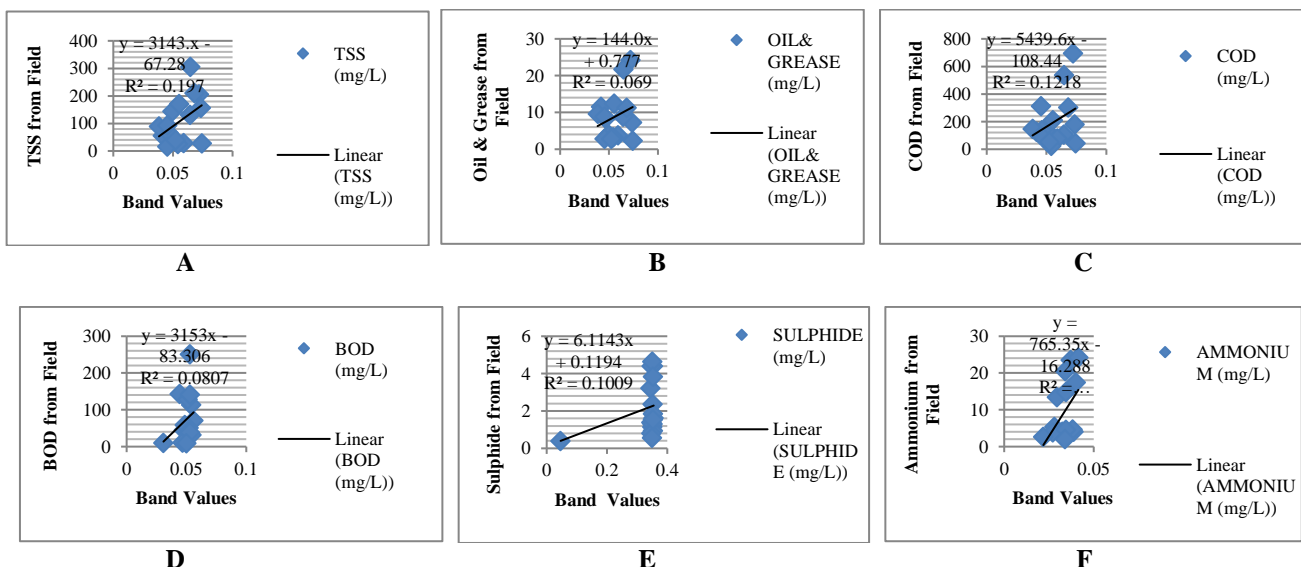 y = 3143.x -
67.28
R² = 0.197
400
300
200
100
0
0
0.05
0.1
TSS from Field
Band Values
TSS
(mg/L)
Linear
(TSS
(mg/L))
A
y = 144.0x
+ 0.777
R² = 0.069
30
20
10
0
0
0.05
0.1
Oil & Grease from
Field
Band Values
OIL&
GREASE
(mg/L)
Linear
(OIL&
GREASE
(mg/L))
B
y = 5439.6x -
108.44
R² = 0.1218
800
600
400
200
0
0
0.05
0.1
COD from Field
Band Values
COD
(mg/L)
Linear
(COD
(mg/L))
C
y = 3153x -
83.306
R² = 0.0807
300
200
100
0
0
0.05
0.1
BOD from Field
Band Values
BOD
(mg/L)
Linear
(BOD
(mg/L))
D
y = 6.1143x
+ 0.1194
R² = 0.1009
6
4
2
0
0
0.2
0.4
Sulphide from Field
Band Values
SULPHIDE
(mg/L)
Linear
(SULPHID
E (mg/L))
E
y =
765.35x -
16.288
R² =...
30
20
10
0
0
0.05
Ammonium from
Field
Band Values
AMMONIU
M (mg/L)
Linear
(AMMONIU
M (mg/L))
F